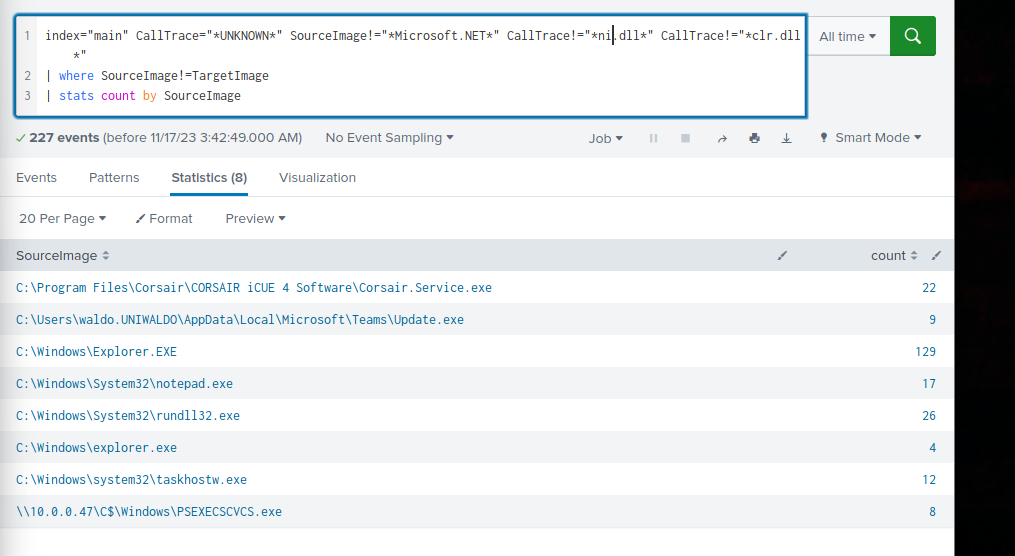 1 index="main" CallTrace="*UNKNOWN*" SourceImage!="*Microsoft.NET*" CallTrace!="*ni.dll*" CallTrace!="*clr.dll
*"
All time
2 | where SourceImage!=TargetImage
3 | stats count by SourceImage
227 events (before 11/17/23 3:42:49.000 AM) No Event Sampling Job Smart Mode
Events Patterns Statistics (8) Visualization
20 Per Page Format Preview
SourceImage count
C:\Program Files\Corsair\CORSAIR iCUE 4 Software\Corsair.Service.exe 22
C:\Users\waldo.UNIWALDO\AppData\Local\Microsoft\Teams\Update.exe 9
C:\Windows\Explorer.EXE 129
C:\Windows\System32\notepad.exe 17
C:\Windows\System32\rundll32.exe 26
C:\Windows\explorer.exe 4
C:\Windows\system32\taskhostw.exe 12
\\10.0.0.47\C$\Windows\PSEXECSCVCS.exe 8